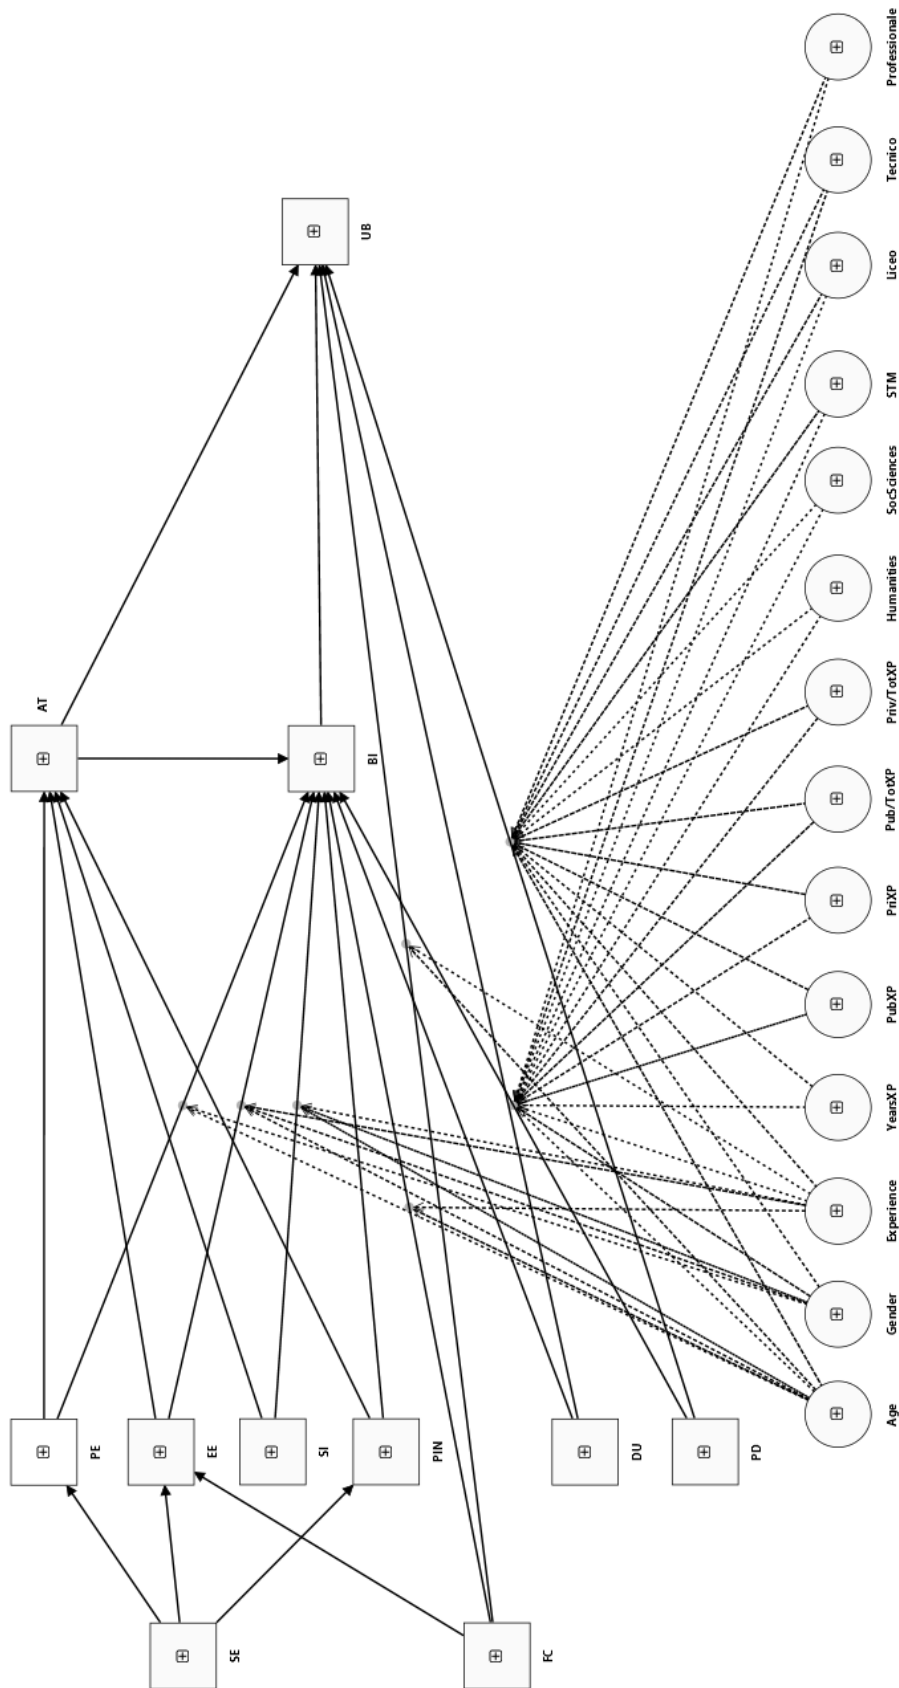 Professionale
Tecnico
Liceo
STM
SocSciences
Humanities
Priv/TotXP
Pub/TotXP
PriXP
PubXP
YearsXP
Experience
Gender
Age
UB
AT
BI
PE
EE
SI
PIN
DU
PD
SE
FC